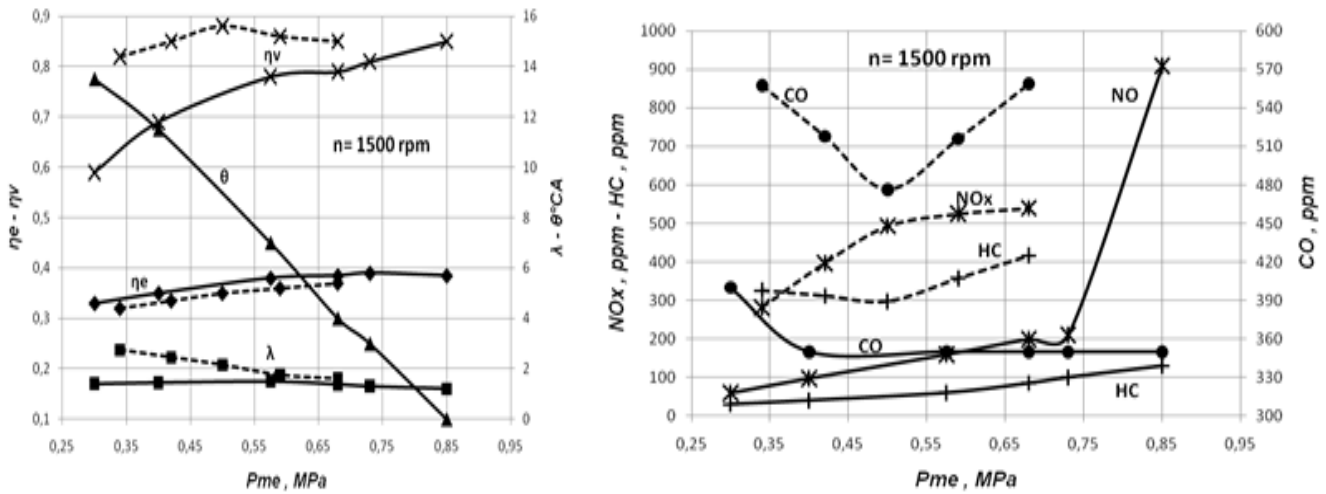 0,9
0,8
0,7
0,6
0,5
0,4
0,3
0,2
0,1
ηe - ηv
16
14
12
10
8
6
4
2
0
λ - θ°CA
0,25 0,35 0,45 0,55 0,65 0,75 0,85 0,95
Pme , MPa
ηv
n= 1500 rpm
θ
ηe
λ
1000
900
800
700
600
500
400
300
200
100
0
NOx , ppm - HC , ppm
600
570
540
510
480
450
420
390
360
330
300
CO , ppm
0,25 0,35 0,45 0,55 0,65 0,75 0,85 0,95
Pme , MPa
n= 1500 rpm
CO
NO
NOx
HC
CO
HC